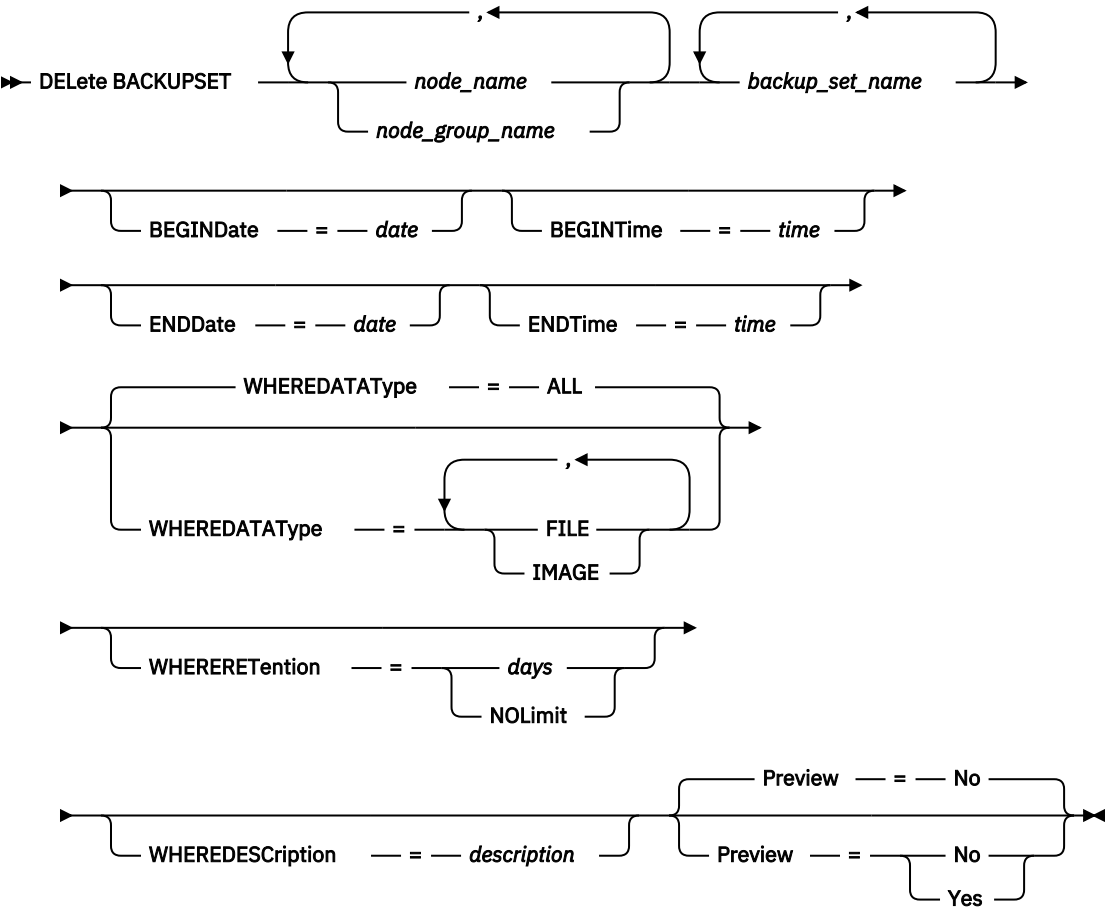 , ,
DELete BACKUPSET node_name backup_set_name
node_group_name
BEGINDate = date BEGINTime = time
ENDDate = date ENDTime = time
WHEREDATAType = ALL
,
WHEREDATAType = FILE
IMAGE
WHERERETention = days
NOLimit
Preview = No
WHEREDESCription = description Preview = No
Yes